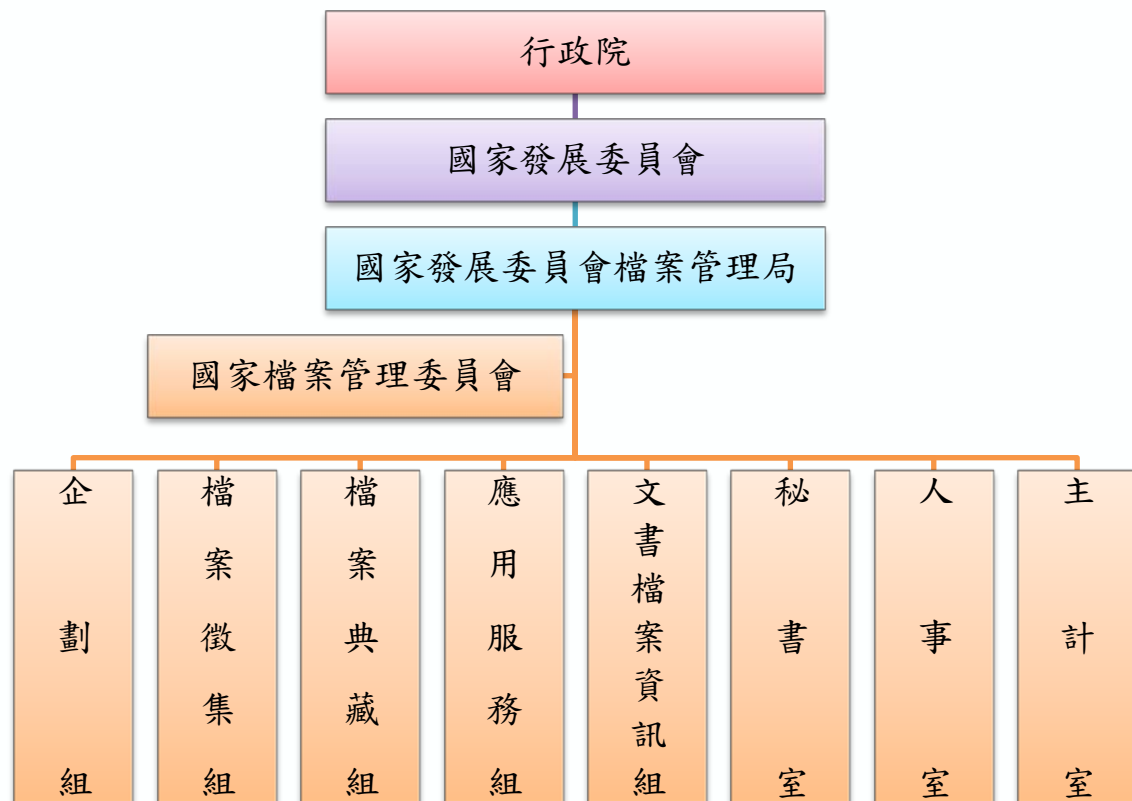 行政院
國家發展委員會
國家發展委員會檔案管理局
國家檔案管理委員會
企劃組
檔案徵集組
檔案典藏組
應用服務組
文書檔案資訊組
秘書室
人事室
主計室